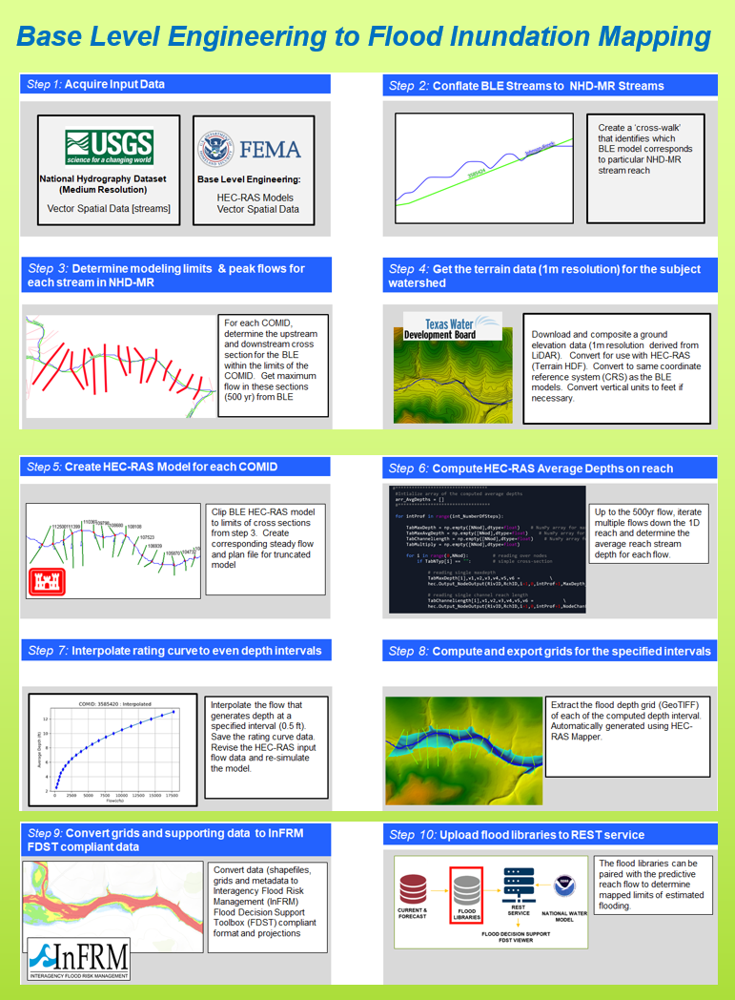 Base Level Engineering to Flood Inundation Mapping
Step 1: Acquire Input Data
USGS
science for a changing world
National Hydrography Dataset
(Medium Resolution)
Vector Spatial Data [streams]
FEMA
Base Level Engineering:
HEC-RAS Models
Vector Spatial Data
Step 2: Conflate BLE Streams to NHD-MR Streams
3585424
Create a 'cross-walk'
that identifies which
BLE model corresponds
to particular NHD-MR
stream reach
Step 3: Determine modeling limits & peak flows for
each stream in NHD-MR
For each COMID,
determine the upstream
and downstream cross
section for the BLE
within the limits of the
COMID. Get maximum
flow in these sections
(500 yr) from BLE
Step 4: Get the terrain data (1m resolution) for the subject
watershed
Texas Water
Development Board
Download and composite a ground
elevation data (1m resolution derived from
LiDAR). Convert for use with HEC-RAS
(Terrain HDF). Convert to same coordinate
reference system (CRS) as the BLE
models. Convert vertical units to feet if
necessary.
Step 5: Create HEC-RAS Model for each COMID
107523
106939
Clip BLE HEC-RAS model
to limits of cross sections
from step 3. Create
corresponding steady flow
and plan file for truncated
model
Step 6: Compute HEC-RAS Average Depths on reach
#Initialize array of the computed average depths
arr_AvgDepths = []
for intProf in range(int_NumberOfSteps):
TabMaxDepth = np.empty([NNod],dtype=float) # NumPy array for ma
TabMaxAvgDepth = np.empty([NNod],dtype=float) # NumPy array for
TabChannelLength = np.empty([NNod],dtype=float) # NumPy array f
TabMultiply = np.empty([NNod],dtype=float)
for i in range(0,NNod): # reading over nodes
if TabNTyp[i] == "": # simple cross-section
# reading single maxdepth
TabMaxDepth[i],v1,v2,v3,v4,v5,v6 = \
hec.Output_NodeOutput(RivID,RchID,i+1,0,intProf+1,MaxDepth
# reading single channel reach length
TabChannelLength[i],v1,v2,v3,v4,v5,v6 = \
hec.Output_NodeOutput(RivID,RchID,i+1,0,intProf+1,NodeChan
Up to the 500yr flow, iterate
multiple flows down the 1D
reach and determine the
average reach stream
depth for each flow.
Step 7: Interpolate rating curve to even depth intervals
COMID: 3585420 : Interpolated
Average Depth (ft)
12
10
8
6
4
2
0 2500 5000 7500 10000 12500 15000 17500
Flow(cfs)
Interpolate the flow that
generates depth at a
specified interval (0.5 ft).
Save the rating curve data.
Revise the HEC-RAS input
flow data and re-simulate
the model.
Step 8: Compute and export grids for the specified intervals
Extract the flood depth grid (GeoTIFF)
of each of the computed depth interval.
Automatically generated using HEC-
RAS Mapper.
Step 9: Convert grids and supporting data to InFRM
FDST compliant data
InFRM
INTERAGENCY FLOOD RISK MANAGEMENT
Convert data (shapefiles,
grids and metadata to
Interagency Flood Risk
Management (InFRM)
Flood Decision Support
Toolbox (FDST) compliant
format and projections
Step 10: Upload flood libraries to REST service
CURRENT &
FORECAST
FLOOD
LIBRARIES
REST
SERVICE
NATIONAL WATER
MODEL
FLOOD DECISION SUPPORT
FDST VIEWER
The flood libraries can be
paired with the predictive
reach flow to determine
mapped limits of estimated
flooding.